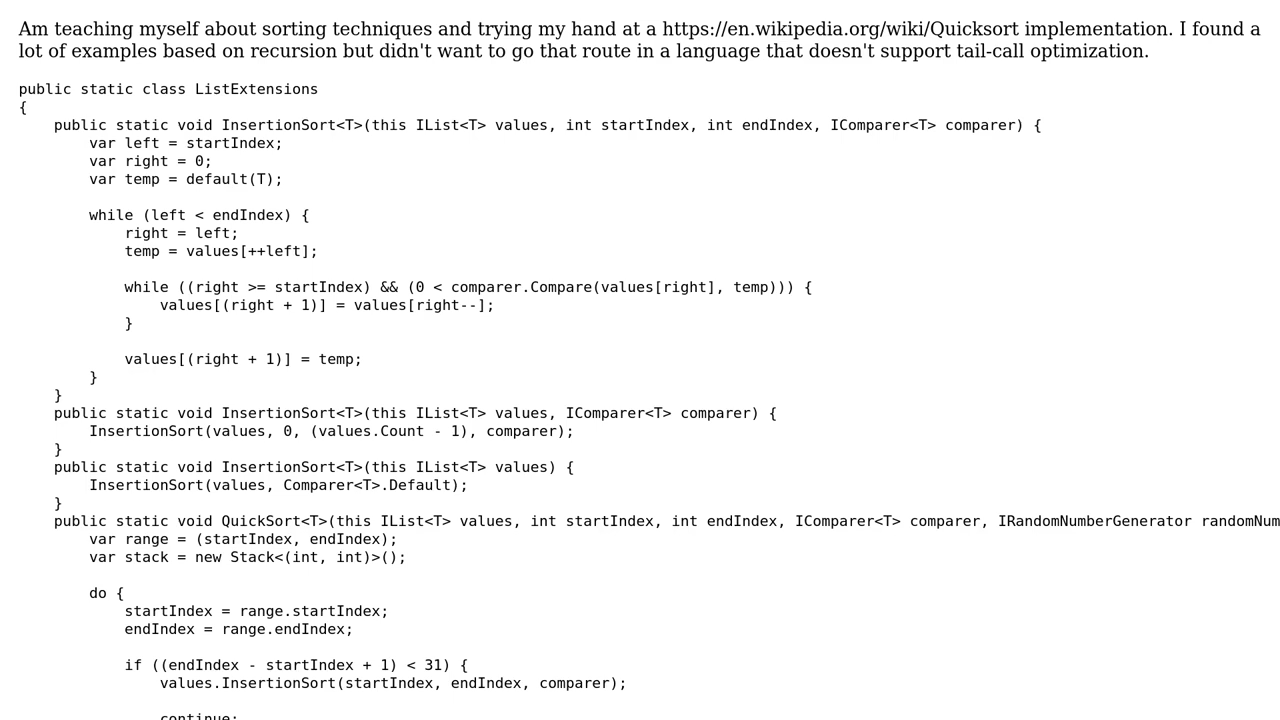 Am teaching myself about sorting techniques and trying my hand at a https://en.wikipedia.org/wiki/Quicksort implementation. I found a
lot of examples based on recursion but didn't want to go that route in a language that doesn't support tail-call optimization.
public static class ListExtensions
{
    public static void InsertionSort<T>(this IList<T> values, int startIndex, int endIndex, IComparer<T> comparer) {
        var left = startIndex;
        var right = 0;
        var temp = default(T);

        while (left < endIndex) {
            right = left;
            temp = values[++left];

            while ((right >= startIndex) && (0 < comparer.Compare(values[right], temp))) {
                values[(right + 1)] = values[right--];
            }

            values[(right + 1)] = temp;
        }
    }
    public static void InsertionSort<T>(this IList<T> values, IComparer<T> comparer) {
        InsertionSort(values, 0, (values.Count - 1), comparer);
    }
    public static void InsertionSort<T>(this IList<T> values) {
        InsertionSort(values, Comparer<T>.Default);
    }
    public static void QuickSort<T>(this IList<T> values, int startIndex, int endIndex, IComparer<T> comparer, IRandomNumberGenerator randomNum
        var range = (startIndex, endIndex);
        var stack = new Stack<(int, int)>();

        do {
            startIndex = range.startIndex;
            endIndex = range.endIndex;

            if ((endIndex - startIndex + 1) < 31) {
                values.InsertionSort(startIndex, endIndex, comparer);

                continue;